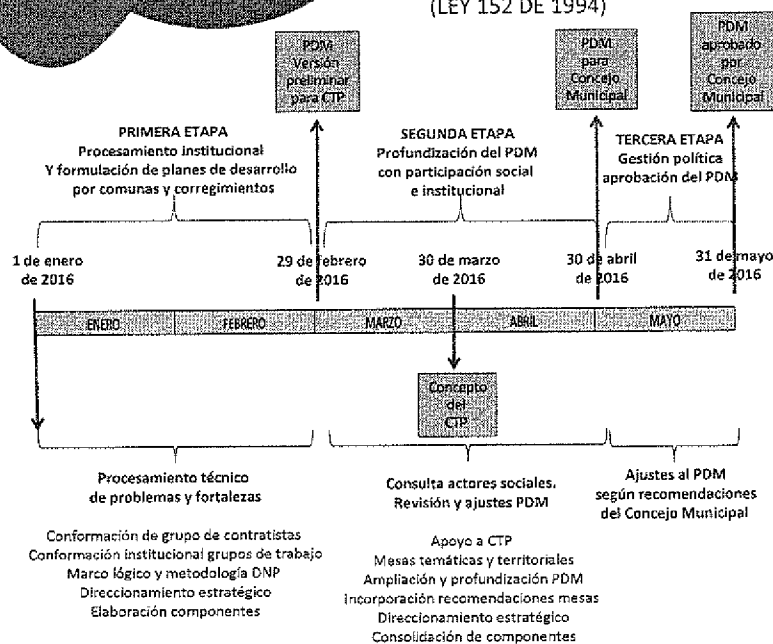 (LEY 152 DE 1994)
PDM
Versión
preliminar
para CTP
PDM
para
Concejo
Municipal
PDM
aprobado
por
Concejo
Municipal
PRIMERA ETAPA
Procesamiento institucional
Y formulación de planes de desarrollo
por comunas y corregimientos
SEGUNDA ETAPA
Profundización del PDM
con participación social
e institucional
TERCERA ETAPA
Gestión política
aprobación del PDM
1 de enero
de 2016
29 de febrero
de 2016
30 de marzo
de 2016
30 de abril
de 2016
31 de mayo
de 2016
ENERO
FEBRERO
MARZO
ABRIL
MAYO
Concepto
del
CTP
Procesamiento técnico
de problemas y fortalezas
Conformación de grupo de contratistas
Conformación institucional grupos de trabajo
Marco lógico y metodología DNP
Direccionamiento estratégico
Elaboración componentes
Consulta actores sociales.
Revisión y ajustes PDM
Apoyo a CTP
Mesas temáticas y territoriales
Ampliación y profundización PDM
Incorporación recomendaciones mesas
Direccionamiento estratégico
Consolidación de componentes
Ajustes al PDM
según recomendaciones
del Concejo Municipal